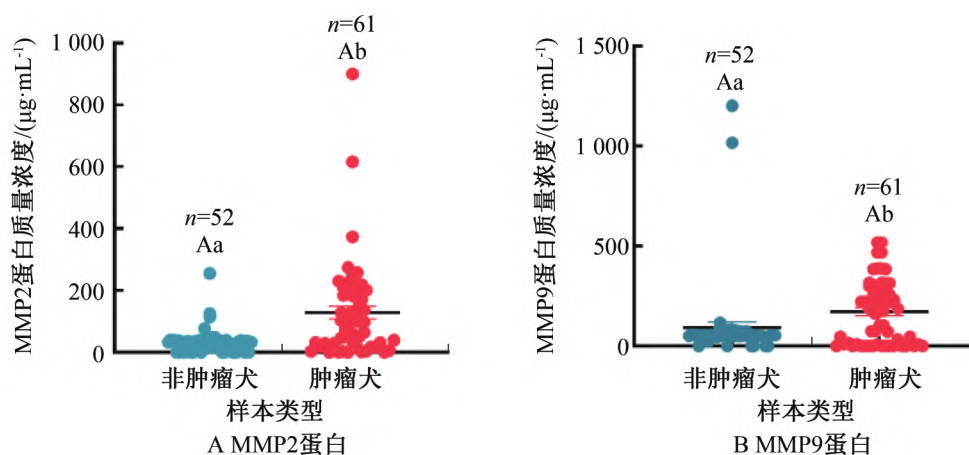 MMP2蛋白质量浓度/(μg·mL⁻¹)
1 000
800
600
400
200
0
n=52
Aa
n=61
Ab
非肿瘤犬
肿瘤犬
样本类型
A MMP2蛋白
MMP9蛋白质量浓度/(μg·mL⁻¹)
1 500
1 000
500
0
n=52
Aa
n=61
Ab
非肿瘤犬
肿瘤犬
样本类型
B MMP9蛋白